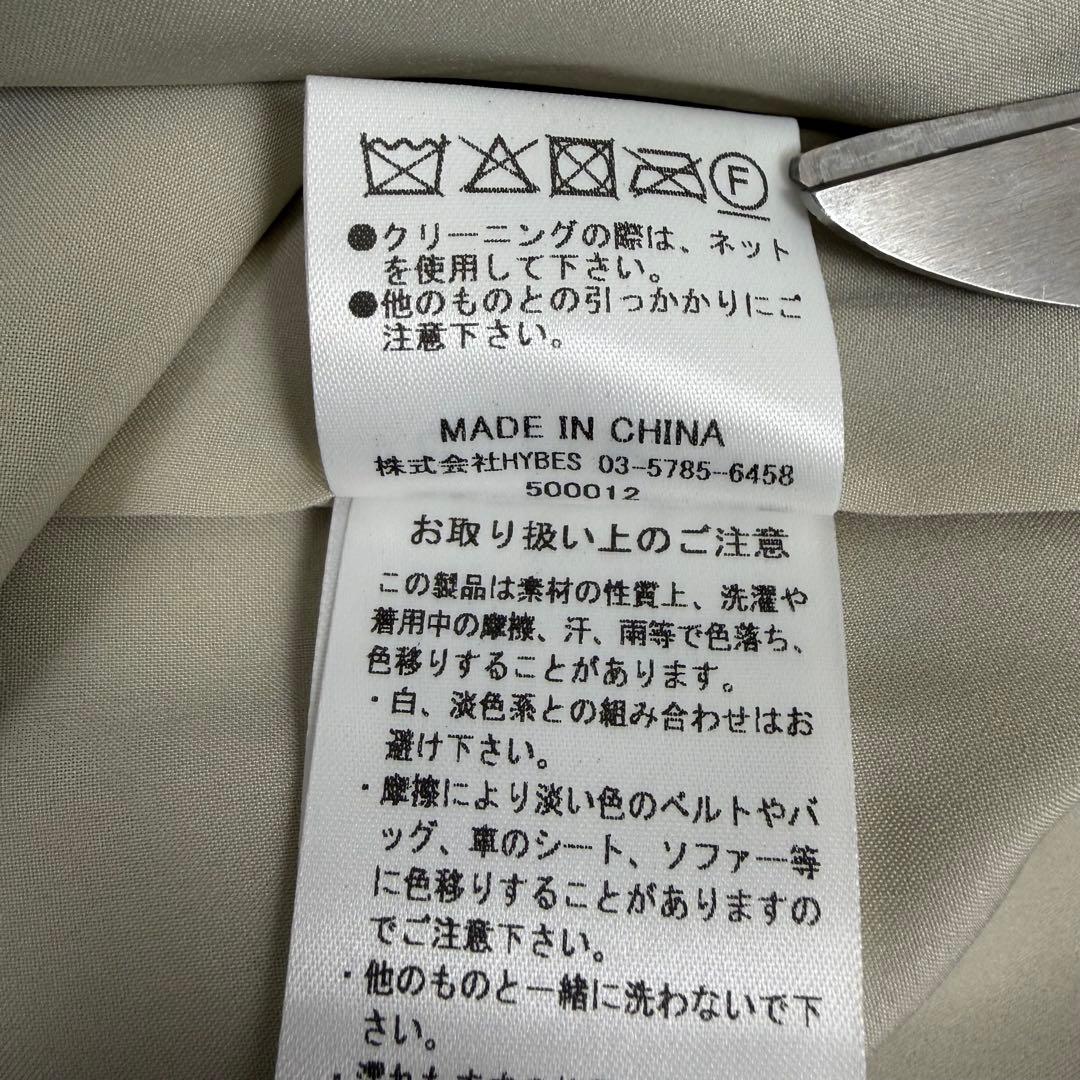 F
●クリーニングの際は、ネット
を使用して下さい。
●他のものとの引っかかりにご
注意下さい。
MADE IN CHINA
株式会社HYBES 03-5785-6458
500012
お取り扱い上のご注意
この製品は素材の性質上、洗濯や
着用中の摩擦、汗、雨等で色落ち、
色移りすることがあります。
・白、淡色系との組み合わせはお
避け下さい。
・摩擦により淡い色のベルトやバ
ッグ、車のシート、ソファー等
に色移りすることがありますの
でご注意下さい。
・他のものと一緒に洗わないで下
さい。